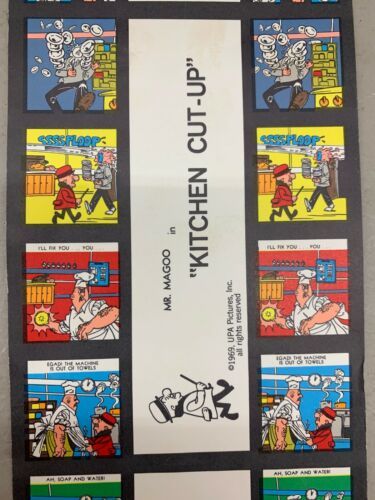 MR. MAGOO
in
"KITCHEN CUT-UP"
©1969, UPA Pictures, Inc.
all rights reserved
SSSSFLOOP
I'LL FIX YOU . . . YOU . . .
EGAD! THE MACHINE
IS OUT OF TOWELS
AH, SOAP AND WATER!
SSSSFLOOP
I'LL FIX YOU . . . YOU . . .
EGAD! THE MACHINE
IS OUT OF TOWELS
AH, SOAP AND WATER!